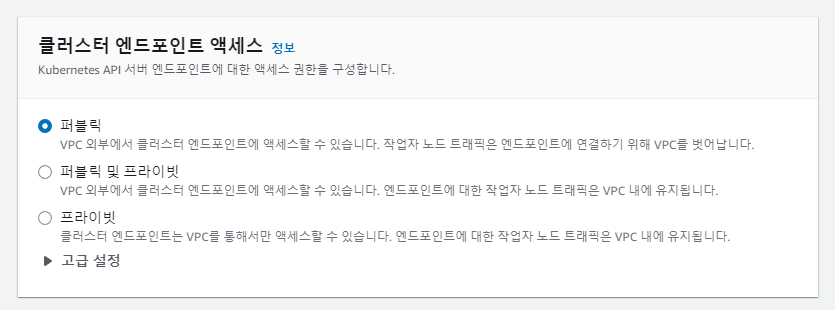 클러스터 엔드포인트 액세스 정보
Kubernetes API 서버 엔드포인트에 대한 액세스 권한을 구성합니다.
퍼블릭
VPC 외부에서 클러스터 엔드포인트에 액세스할 수 있습니다. 작업자 노드 트래픽은 엔드포인트에 연결하기 위해 VPC를 벗어납니다.
퍼블릭 및 프라이빗
VPC 외부에서 클러스터 엔드포인트에 액세스할 수 있습니다. 엔드포인트에 대한 작업자 노드 트래픽은 VPC 내에 유지됩니다.
프라이빗
클러스터 엔드포인트는 VPC를 통해서만 액세스할 수 있습니다. 엔드포인트에 대한 작업자 노드 트래픽은 VPC 내에 유지됩니다.
고급 설정